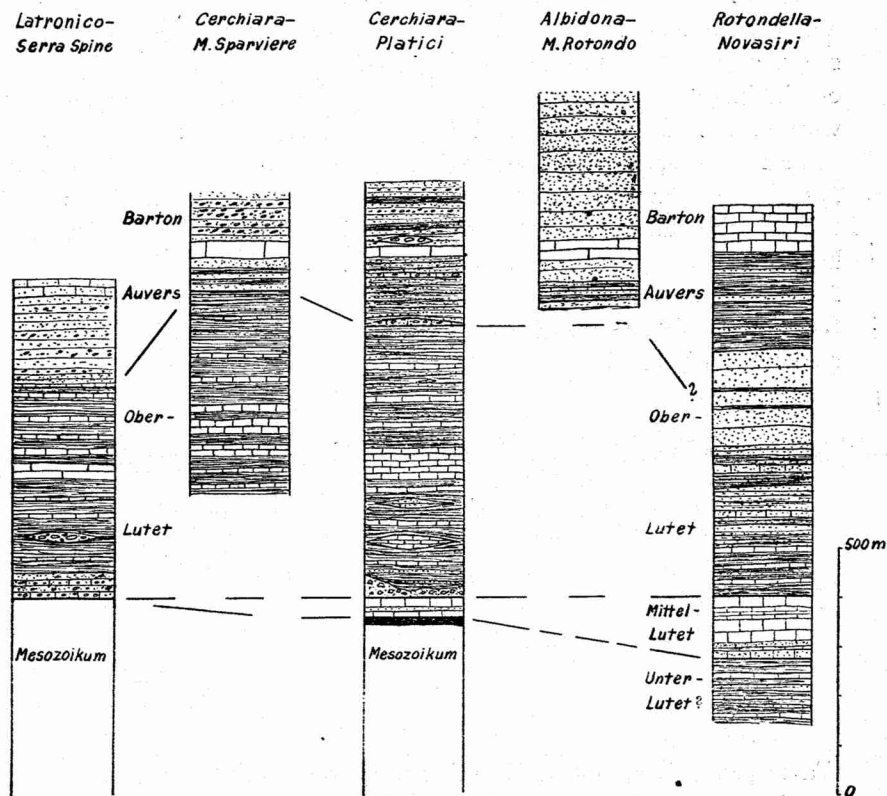 Latronico-
Serra Spine
Cerchiara-
M. Sparviere
Cerchiara-
Platici
Albidona-
M. Rotondo
Rotondella-
Novasiri
Barton
Auvers
Ober-
Lutet
Mesozoikum
Mesozoikum
Barton
Auvers
?
Ober-
Lutet
Mittel-
Lutet
Unter-
Lutet?
500 m
0